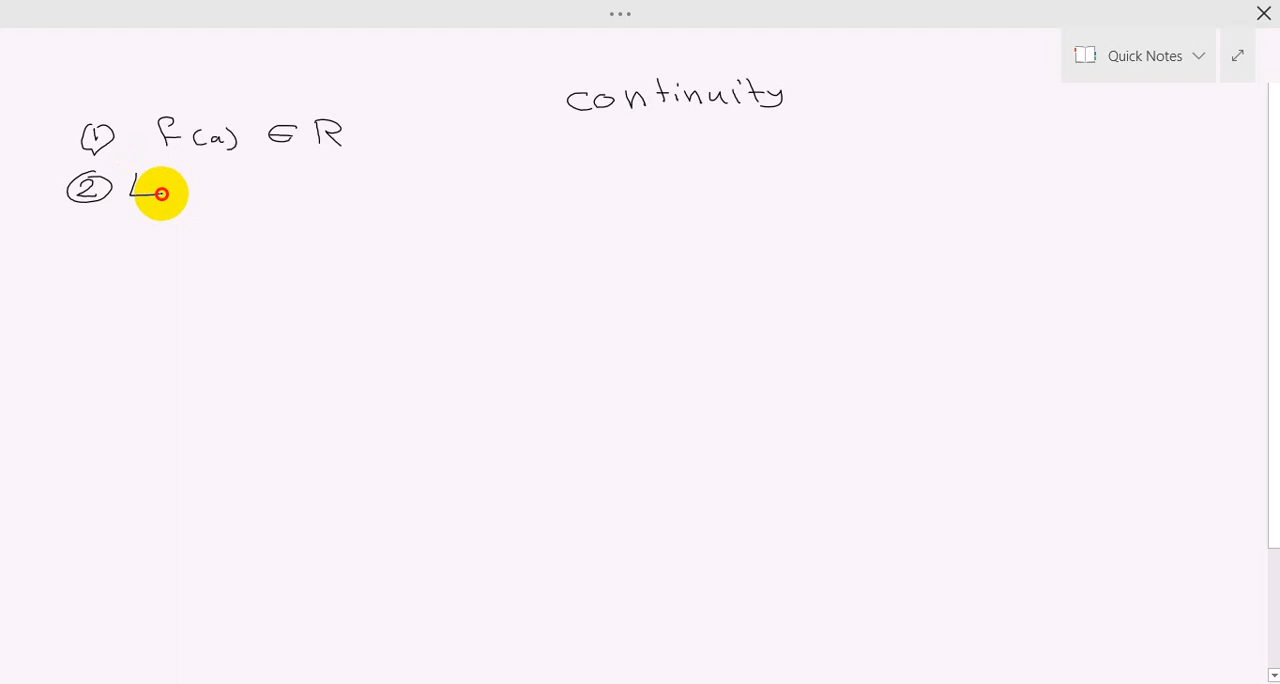 Quick Notes
continuity
① f(a) ∈ R
② L